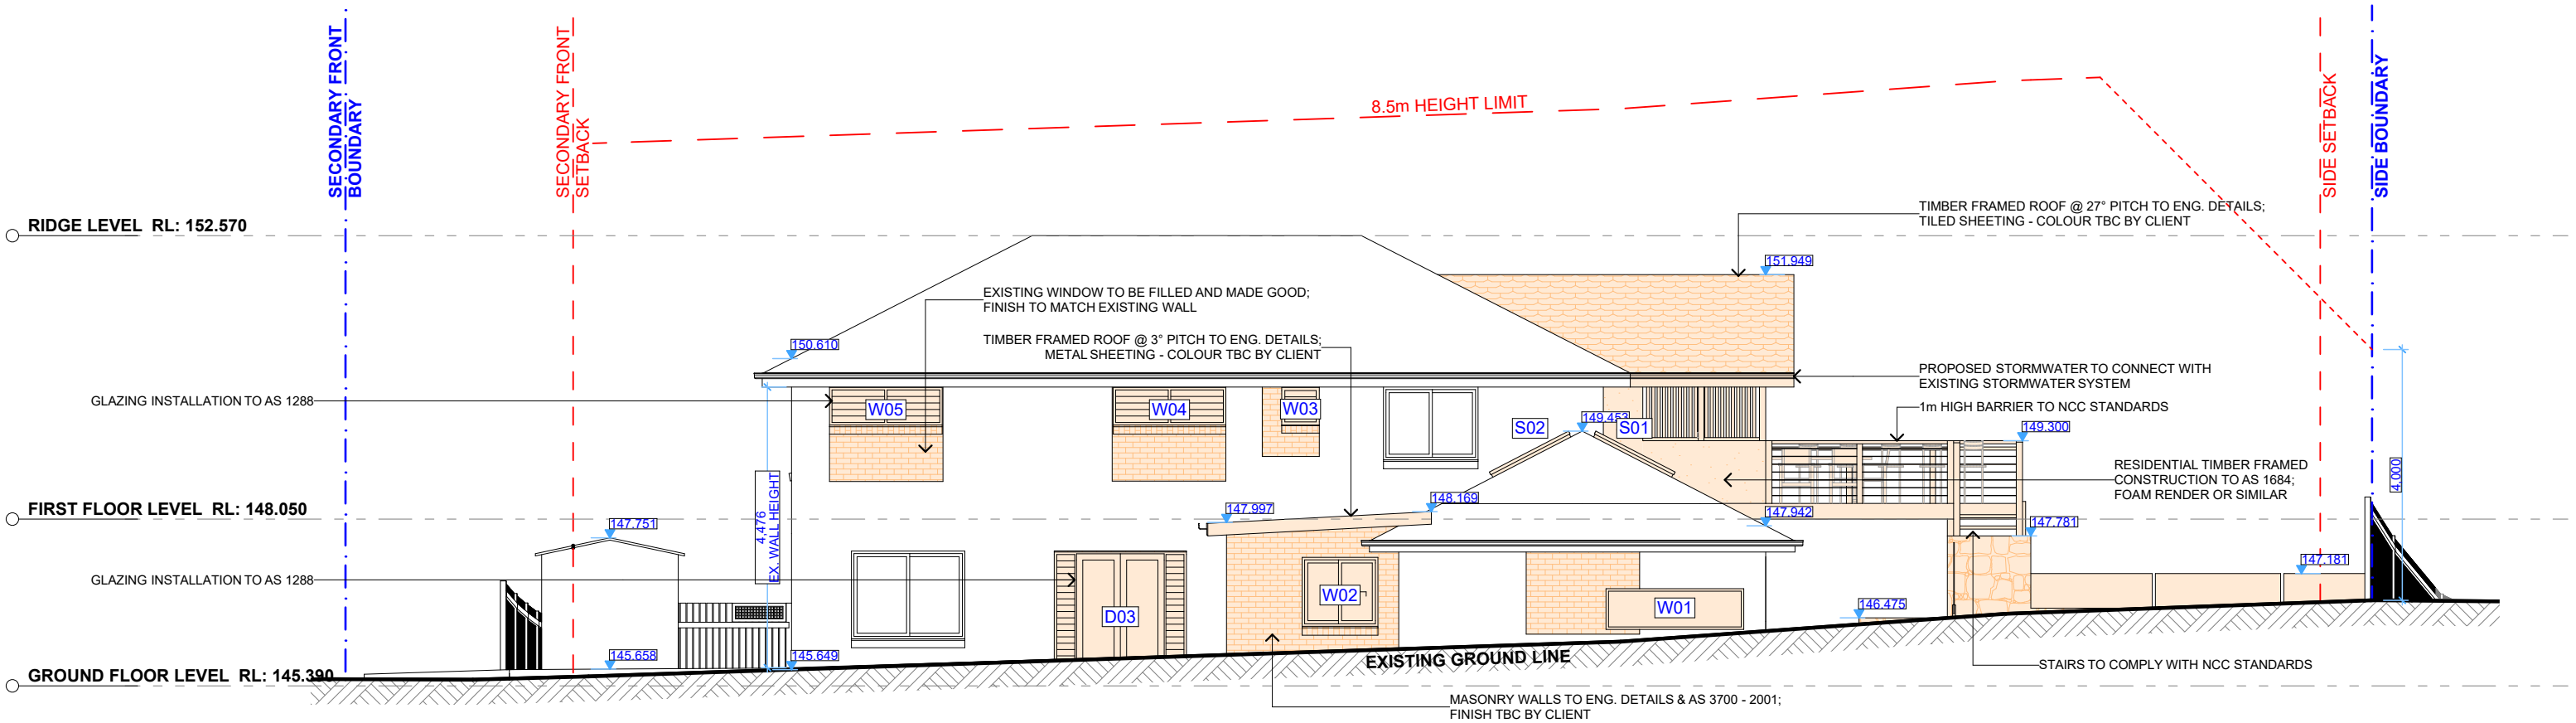 SECONDARY FRONT
BOUNDARY
SECONDARY FRONT
SETBACK
8.5m HEIGHT LIMIT
SIDE SETBACK
SIDE BOUNDARY
RIDGE LEVEL RL: 152.570
TIMBER FRAMED ROOF @ 27° PITCH TO ENG. DETAILS;
TILED SHEETING - COLOUR TBC BY CLIENT
151.949
EXISTING WINDOW TO BE FILLED AND MADE GOOD;
FINISH TO MATCH EXISTING WALL
TIMBER FRAMED ROOF @ 3° PITCH TO ENG. DETAILS;
METAL SHEETING - COLOUR TBC BY CLIENT
150.610
PROPOSED STORMWATER TO CONNECT WITH
EXISTING STORMWATER SYSTEM
GLAZING INSTALLATION TO AS 1288
W05
W04
W03
1m HIGH BARRIER TO NCC STANDARDS
S02
149.453
S01
149.300
RESIDENTIAL TIMBER FRAMED
CONSTRUCTION TO AS 1684;
FOAM RENDER OR SIMILAR
4,000
FIRST FLOOR LEVEL RL: 148.050
4,476
EX. WALL HEIGHT
147.997
148.169
147.942
147.781
147.751
147.181
GLAZING INSTALLATION TO AS 1288
D03
W02
W01
146.475
145.658
145.649
EXISTING GROUND LINE
STAIRS TO COMPLY WITH NCC STANDARDS
GROUND FLOOR LEVEL RL: 145.390
MASONRY WALLS TO ENG. DETAILS & AS 3700 - 2001;
FINISH TBC BY CLIENT